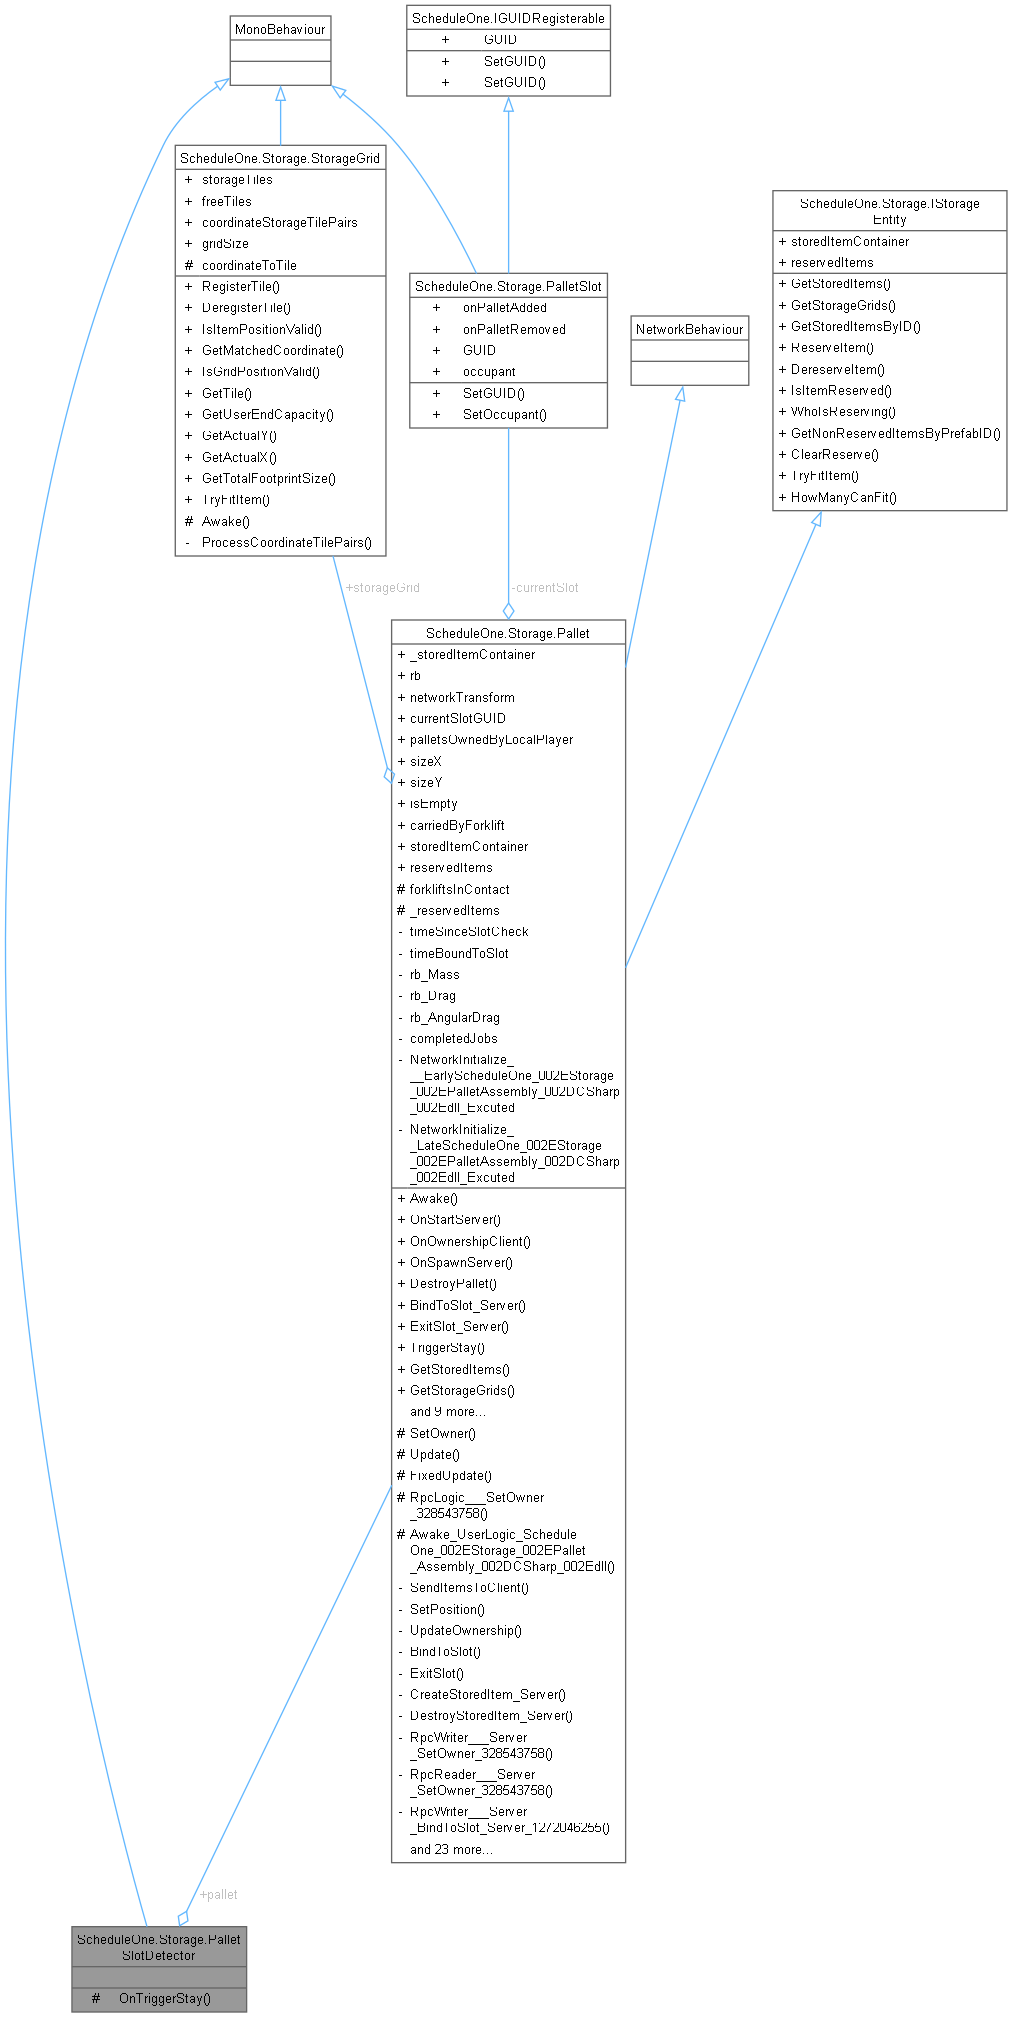 MonoBehaviour
ScheduleOne.IGUIDRegisterable
+ GUID
+ SetGUID()
+ SetGUID()
ScheduleOne.Storage.StorageGrid
+ storageTiles
+ freeTiles
+ coordinateStorageTilePairs
+ gridSize
# coordinateToTile
+ RegisterTile()
+ DeregisterTile()
+ IsItemPositionValid()
+ GetMatchedCoordinate()
+ IsGridPositionValid()
+ GetTile()
+ GetUserEndCapacity()
+ GetActualY()
+ GetActualX()
+ GetTotalFootprintSize()
+ TryFitItem()
# Awake()
- ProcessCoordinateTilePairs()
ScheduleOne.Storage.IStorage
Entity
+ storedItemContainer
+ reservedItems
+ GetStoredItems()
+ GetStorageGrids()
+ GetStoredItemsByID()
+ ReserveItem()
+ DereserveItem()
+ IsItemReserved()
+ WhoIsReserving()
+ GetNonReservedItemsByPrefabID()
+ ClearReserve()
+ TryFitItem()
+ HowManyCanFit()
ScheduleOne.Storage.PalletSlot
+ onPalletAdded
+ onPalletRemoved
+ GUID
+ occupant
+ SetGUID()
+ SetOccupant()
NetworkBehaviour
+storageGrid
-currentSlot
ScheduleOne.Storage.Pallet
+ _storedItemContainer
+ rb
+ networkTransform
+ currentSlotGUID
+ palletsOwnedByLocalPlayer
+ sizeX
+ sizeY
+ isEmpty
+ carriedByForklift
+ storedItemContainer
+ reservedItems
# forkliftsInContact
# _reservedItems
- timeSinceSlotCheck
- timeBoundToSlot
- rb_Mass
- rb_Drag
- rb_AngularDrag
- completedJobs
- NetworkInitialize_
__EarlyScheduleOne_002EStorage
_002EPalletAssembly_002DCSharp
_002Edll_Excuted
- NetworkInitialize_
_LateScheduleOne_002EStorage
_002EPalletAssembly_002DCSharp
_002Edll_Excuted
+ Awake()
+ OnStartServer()
+ OnOwnershipClient()
+ OnSpawnServer()
+ DestroyPallet()
+ BindToSlot_Server()
+ ExitSlot_Server()
+ TriggerStay()
+ GetStoredItems()
+ GetStorageGrids()
and 9 more...
# SetOwner()
# Update()
# FixedUpdate()
# RpcLogic___SetOwner
_328543758()
# Awake_UserLogic_Schedule
One_002EStorage_002EPallet
_Assembly_002DCSharp_002Edll()
- SendItemsToClient()
- SetPosition()
- UpdateOwnership()
- BindToSlot()
- ExitSlot()
- CreateStoredItem_Server()
- DestroyStoredItem_Server()
- RpcWriter___Server
_SetOwner_328543758()
- RpcReader___Server
_SetOwner_328543758()
- RpcWriter___Server
_BindToSlot_Server_1272046255()
and 23 more...
+pallet
ScheduleOne.Storage.Pallet
SlotDetector
# OnTriggerStay()